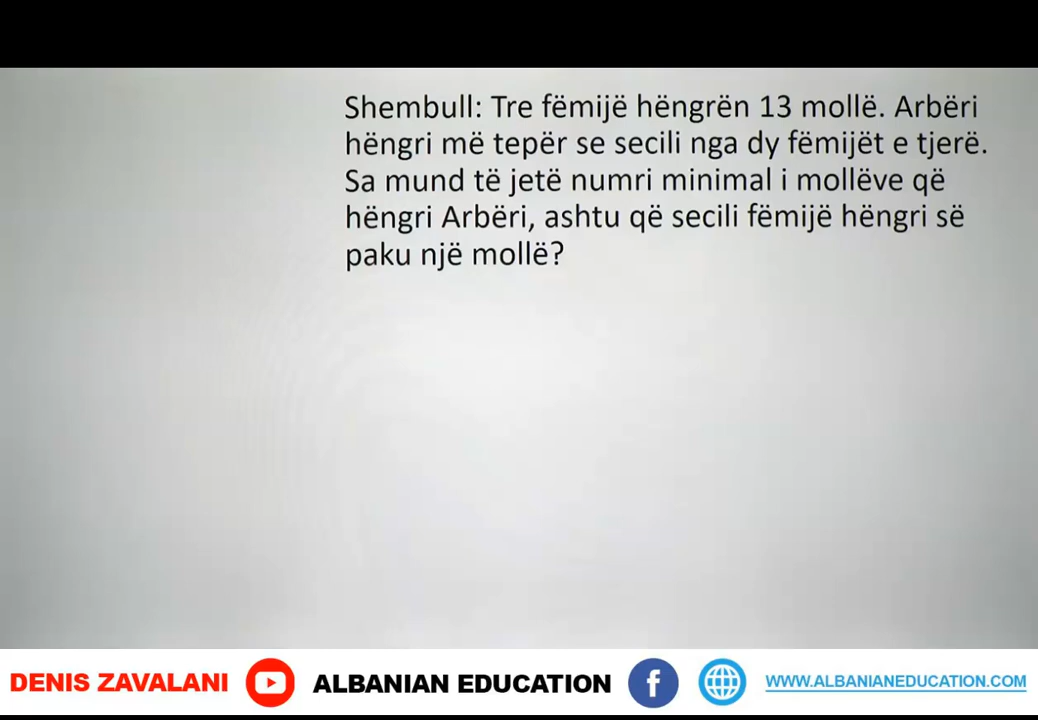 Shembull: Tre fëmijë hëngrën 13 mollë. Arbëri
hëngri më tepër se secili nga dy fëmijët e tjerë.
Sa mund të jetë numri minimal i mollëve që
hëngri Arbëri, ashtu që secili fëmijë hëngri së
paku një mollë?
DENIS ZAVALANI ALBANIAN EDUCATION f WWW.ALBANIANEDUCATION.COM